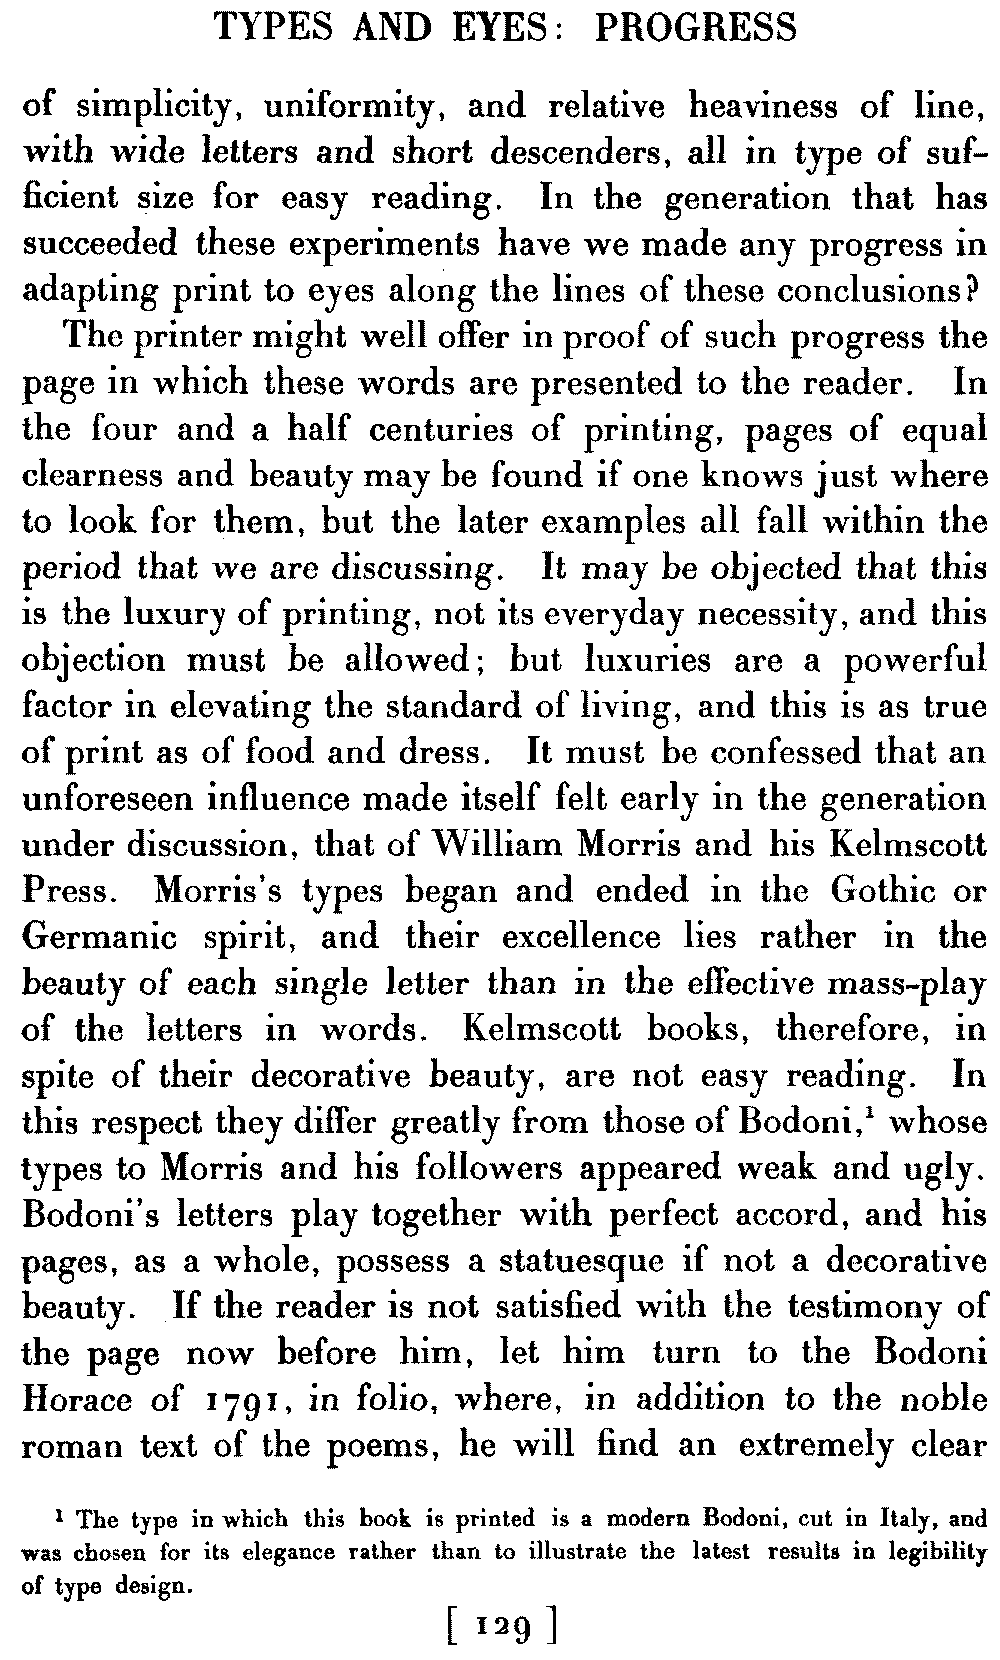 TYPES AND EYES: PROGRESS
of simplicity, uniformity, and relative heaviness of line,
with wide letters and short descenders, all in type of suf-
ficient size for easy reading. In the generation that has
succeeded these experiments have we made any progress in
adapting print to eyes along the lines of these conclusions?
The printer might well offer in proof of such progress the
page in which these words are presented to the reader. In
the four and a half centuries of printing, pages of equal
clearness and beauty may be found if one knows just where
to look for them, but the later examples all fall within the
period that we are discussing. It may be objected that this
is the luxury of printing, not its everyday necessity, and this
objection must be allowed; but luxuries are a powerful
factor in elevating the standard of living, and this is as true
of print as of food and dress. It must be confessed that an
unforeseen influence made itself felt early in the generation
under discussion, that of William Morris and his Kelmscott
Press. Morris's types began and ended in the Gothic or
Germanic spirit, and their excellence lies rather in the
beauty of each single letter than in the effective mass-play
of the letters in words. Kelmscott books, therefore, in
spite of their decorative beauty, are not easy reading. In
this respect they differ greatly from those of Bodoni,¹ whose
types to Morris and his followers appeared weak and ugly.
Bodoni's letters play together with perfect accord, and his
pages, as a whole, possess a statuesque if not a decorative
beauty. If the reader is not satisfied with the testimony of
the page now before him, let him turn to the Bodoni
Horace of 1791, in folio, where, in addition to the noble
roman text of the poems, he will find an extremely clear
¹ The type in which this book is printed is a modern Bodoni, cut in Italy, and
was chosen for its elegance rather than to illustrate the latest results in legibility
of type design.
[ 129 ]